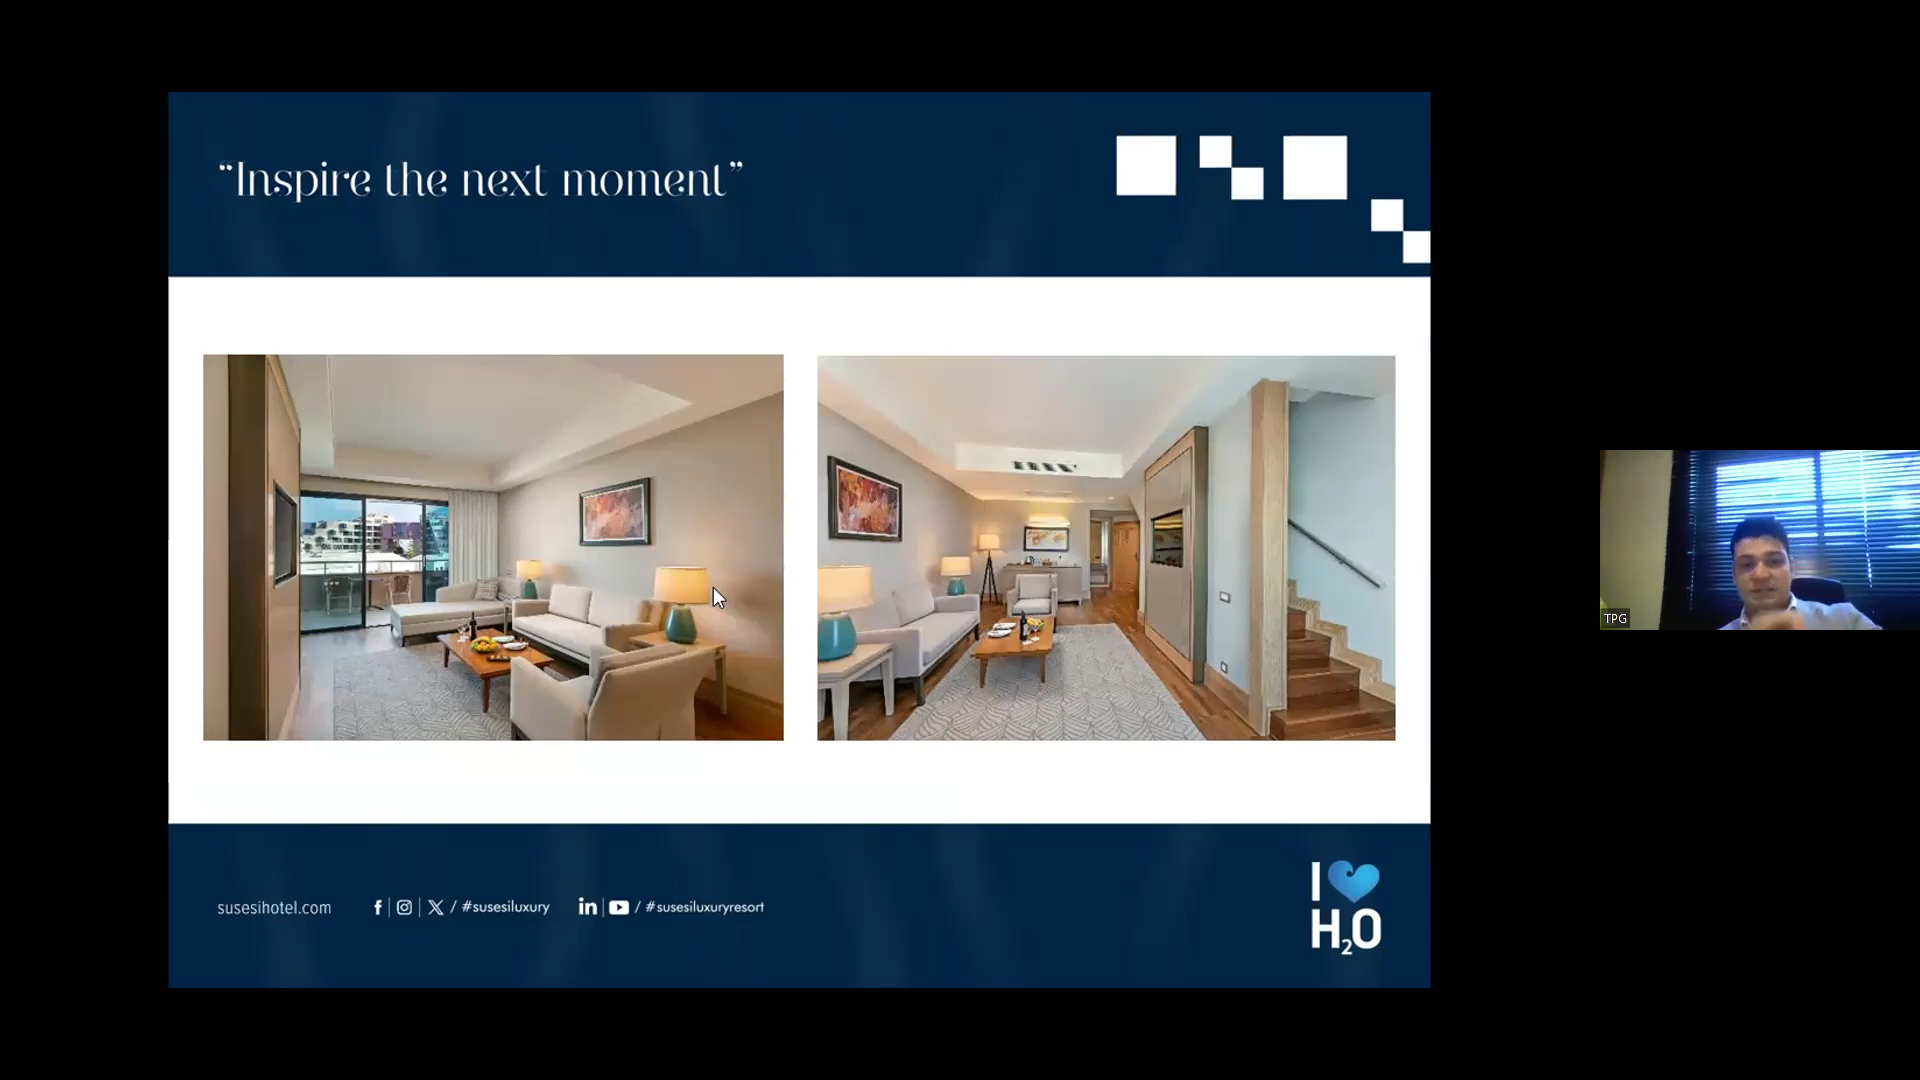 “Inspire the next moment”
susesihotel.com
/ #susesiluxury
/ #susesiluxuryresort
I
H2O
TPG